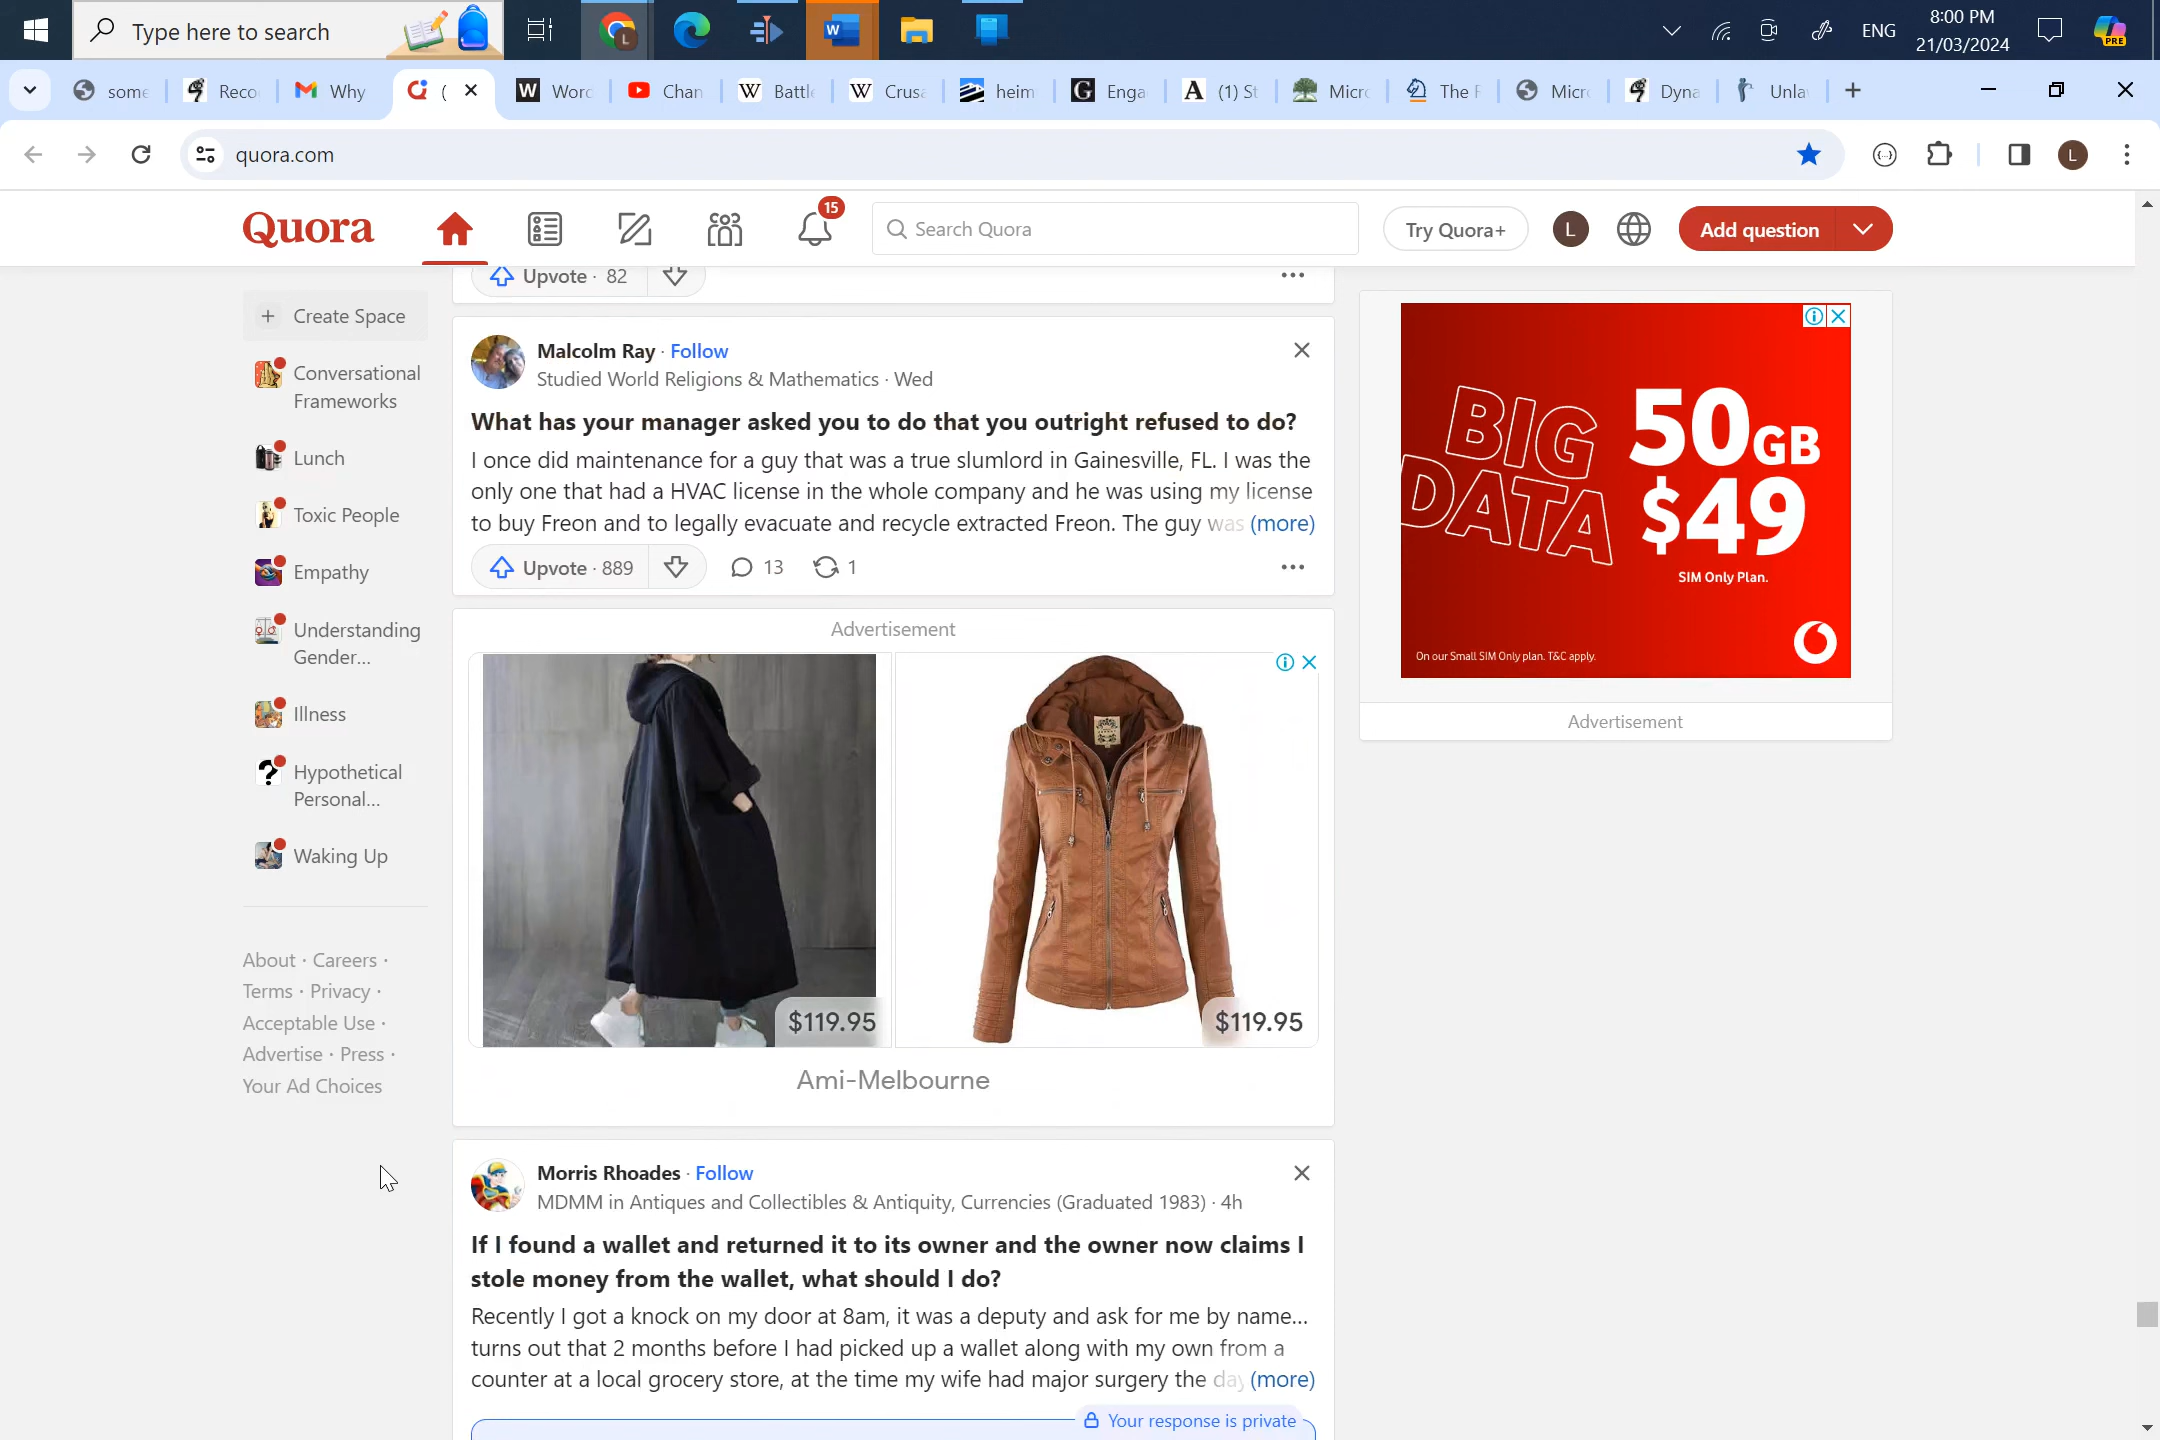 Type here to search
ENG
8:00 PM
21/03/2024
PRE
some
Reco
Why
(
Word
Chan
Battle
Crusa
heim
Enga
(1) St
Micro
The F
Micro
Dyna
Unla
quora.com
L
Quora
15
Search Quora
Try Quora+
L
Add question
Create Space
Conversational
Frameworks
Lunch
Toxic People
Empathy
Understanding
Gender...
Illness
Hypothetical
Personal...
Waking Up
About · Careers ·
Terms · Privacy ·
Acceptable Use ·
Advertise · Press ·
Your Ad Choices
Upvote · 82
Malcolm Ray · Follow
Studied World Religions & Mathematics · Wed
What has your manager asked you to do that you outright refused to do?
I once did maintenance for a guy that was a true slumlord in Gainesville, FL. I was the
only one that had a HVAC license in the whole company and he was using my license
to buy Freon and to legally evacuate and recycle extracted Freon. The guy was (more)
Upvote · 889
13
1
Advertisement
$119.95
$119.95
Ami-Melbourne
Morris Rhoades · Follow
MDMM in Antiques and Collectibles & Antiquity, Currencies (Graduated 1983) · 4h
If I found a wallet and returned it to its owner and the owner now claims I
stole money from the wallet, what should I do?
Recently I got a knock on my door at 8am, it was a deputy and ask for me by name...
turns out that 2 months before I had picked up a wallet along with my own from a
counter at a local grocery store, at the time my wife had major surgery the day (more)
Your response is private
BIG
DATA
50GB
$49
SIM Only Plan.
On our Small SIM Only plan. T&C apply.
Advertisement